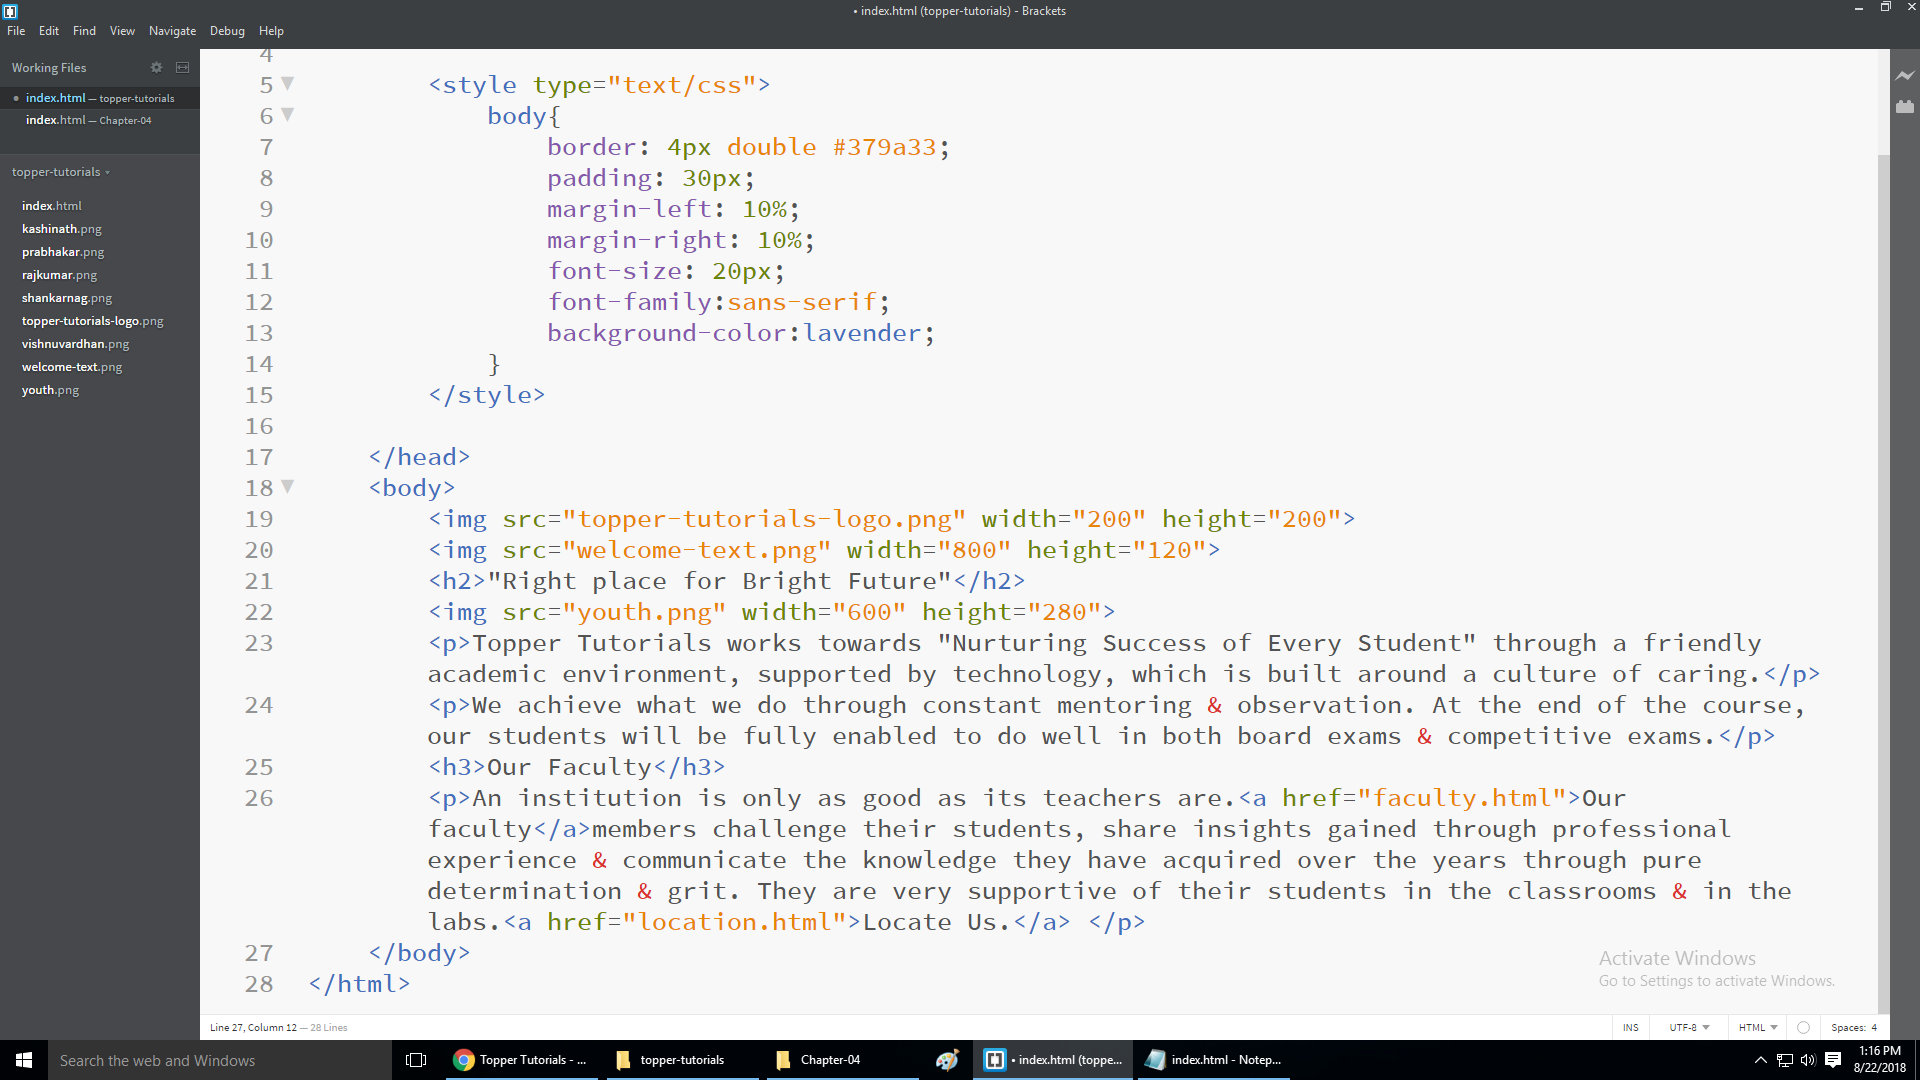 • index.html (topper-tutorials) - Brackets
File Edit Find View Navigate Debug Help
Working Files
index.html — topper-tutorials
index.html — Chapter-04
topper-tutorials
index.html
kashinath.png
prabhakar.png
rajkumar.png
shankarnag.png
topper-tutorials-logo.png
vishnuvardhan.png
welcome-text.png
youth.png
4
5 <style type="text/css">
6 body{
7 border: 4px double #379a33;
8 padding: 30px;
9 margin-left: 10%;
10 margin-right: 10%;
11 font-size: 20px;
12 font-family:sans-serif;
13 background-color:lavender;
14 }
15 </style>
16
17 </head>
18 <body>
19 <img src="topper-tutorials-logo.png" width="200" height="200">
20 <img src="welcome-text.png" width="800" height="120">
21 <h2>"Right place for Bright Future"</h2>
22 <img src="youth.png" width="600" height="280">
23 <p>Topper Tutorials works towards "Nurturing Success of Every Student" through a friendly
academic environment, supported by technology, which is built around a culture of caring.</p>
24 <p>We achieve what we do through constant mentoring & observation. At the end of the course,
our students will be fully enabled to do well in both board exams & competitive exams.</p>
25 <h3>Our Faculty</h3>
26 <p>An institution is only as good as its teachers are.<a href="faculty.html">Our
faculty</a>members challenge their students, share insights gained through professional
experience & communicate the knowledge they have acquired over the years through pure
determination & grit. They are very supportive of their students in the classrooms & in the
labs.<a href="location.html">Locate Us.</a> </p>
27 </body>
28 </html>
Activate Windows
Go to Settings to activate Windows.
Line 27, Column 12 — 28 Lines
INS UTF-8 HTML Spaces: 4
Search the web and Windows
Topper Tutorials - ...
topper-tutorials
Chapter-04
• index.html (toppe...
index.html - Notep...
1:16 PM
8/22/2018